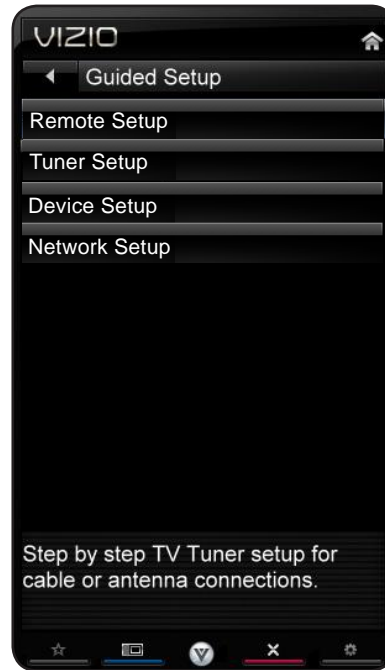 VIZIO
Guided Setup
Remote Setup
Tuner Setup
Device Setup
Network Setup
Step by step TV Tuner setup for
cable or antenna connections.
V